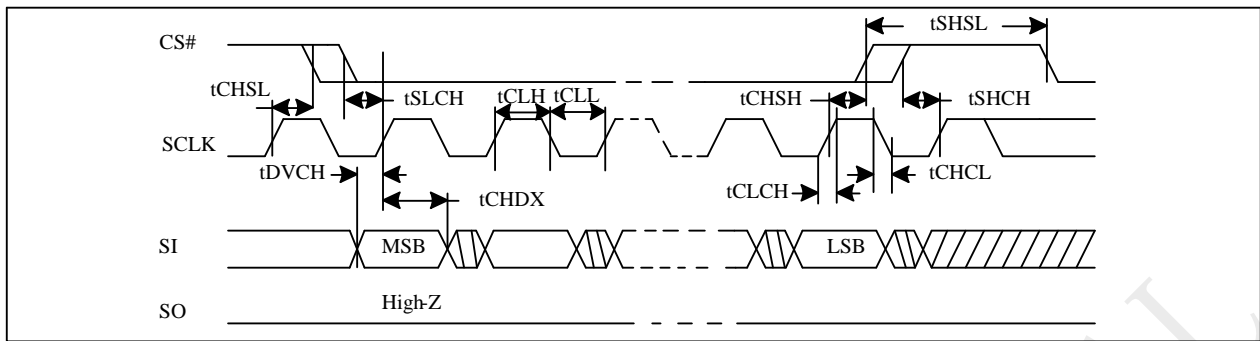 tSHSL
CS#
tCHSL
tSLCH
tCLH
tCLL
tCHSH
tSHCH
SCLK
tDVCH
tCHDX
tCLCH
tCHCL
SI
MSB
LSB
SO
High-Z